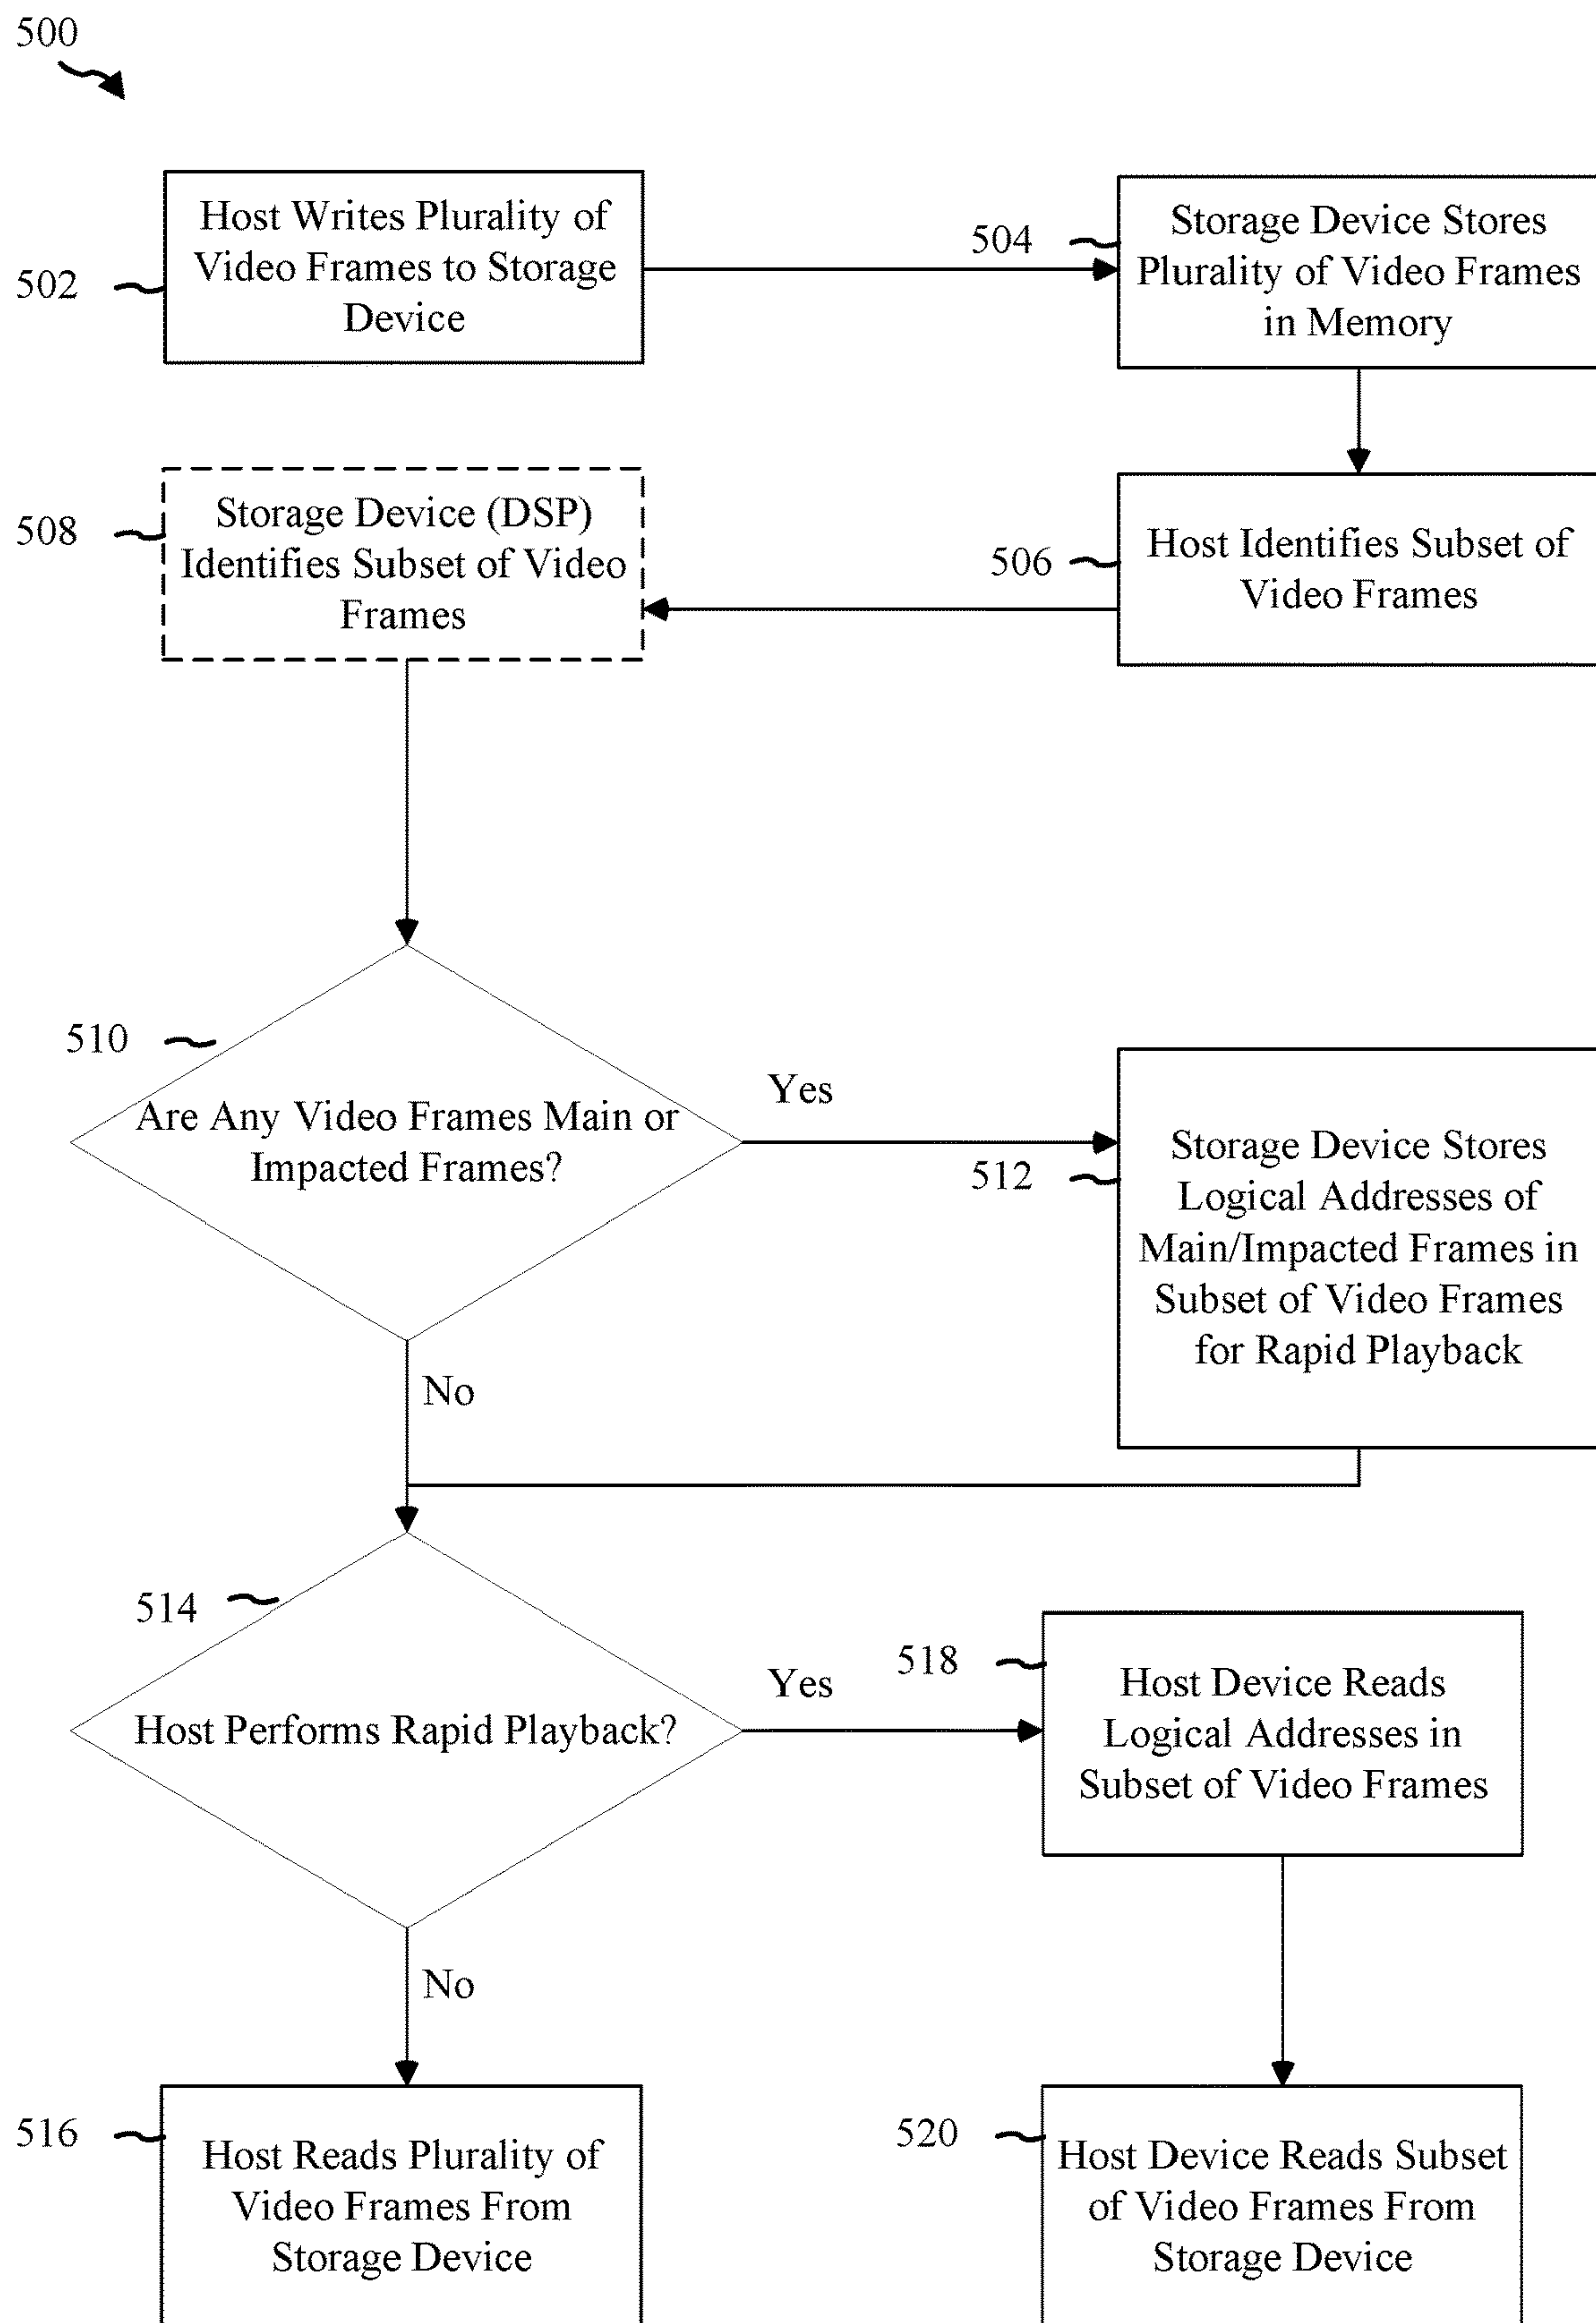 500
502
Host Writes Plurality of
Video Frames to Storage
Device
504
Storage Device Stores
Plurality of Video Frames
in Memory
506
Host Identifies Subset of
Video Frames
508
Storage Device (DSP)
Identifies Subset of Video
Frames
510
Are Any Video Frames Main or
Impacted Frames?
Yes
No
512
Storage Device Stores
Logical Addresses of
Main/Impacted Frames in
Subset of Video Frames
for Rapid Playback
514
Host Performs Rapid Playback?
Yes
No
518
Host Device Reads
Logical Addresses in
Subset of Video Frames
516
Host Reads Plurality of
Video Frames From
Storage Device
520
Host Device Reads Subset
of Video Frames From
Storage Device